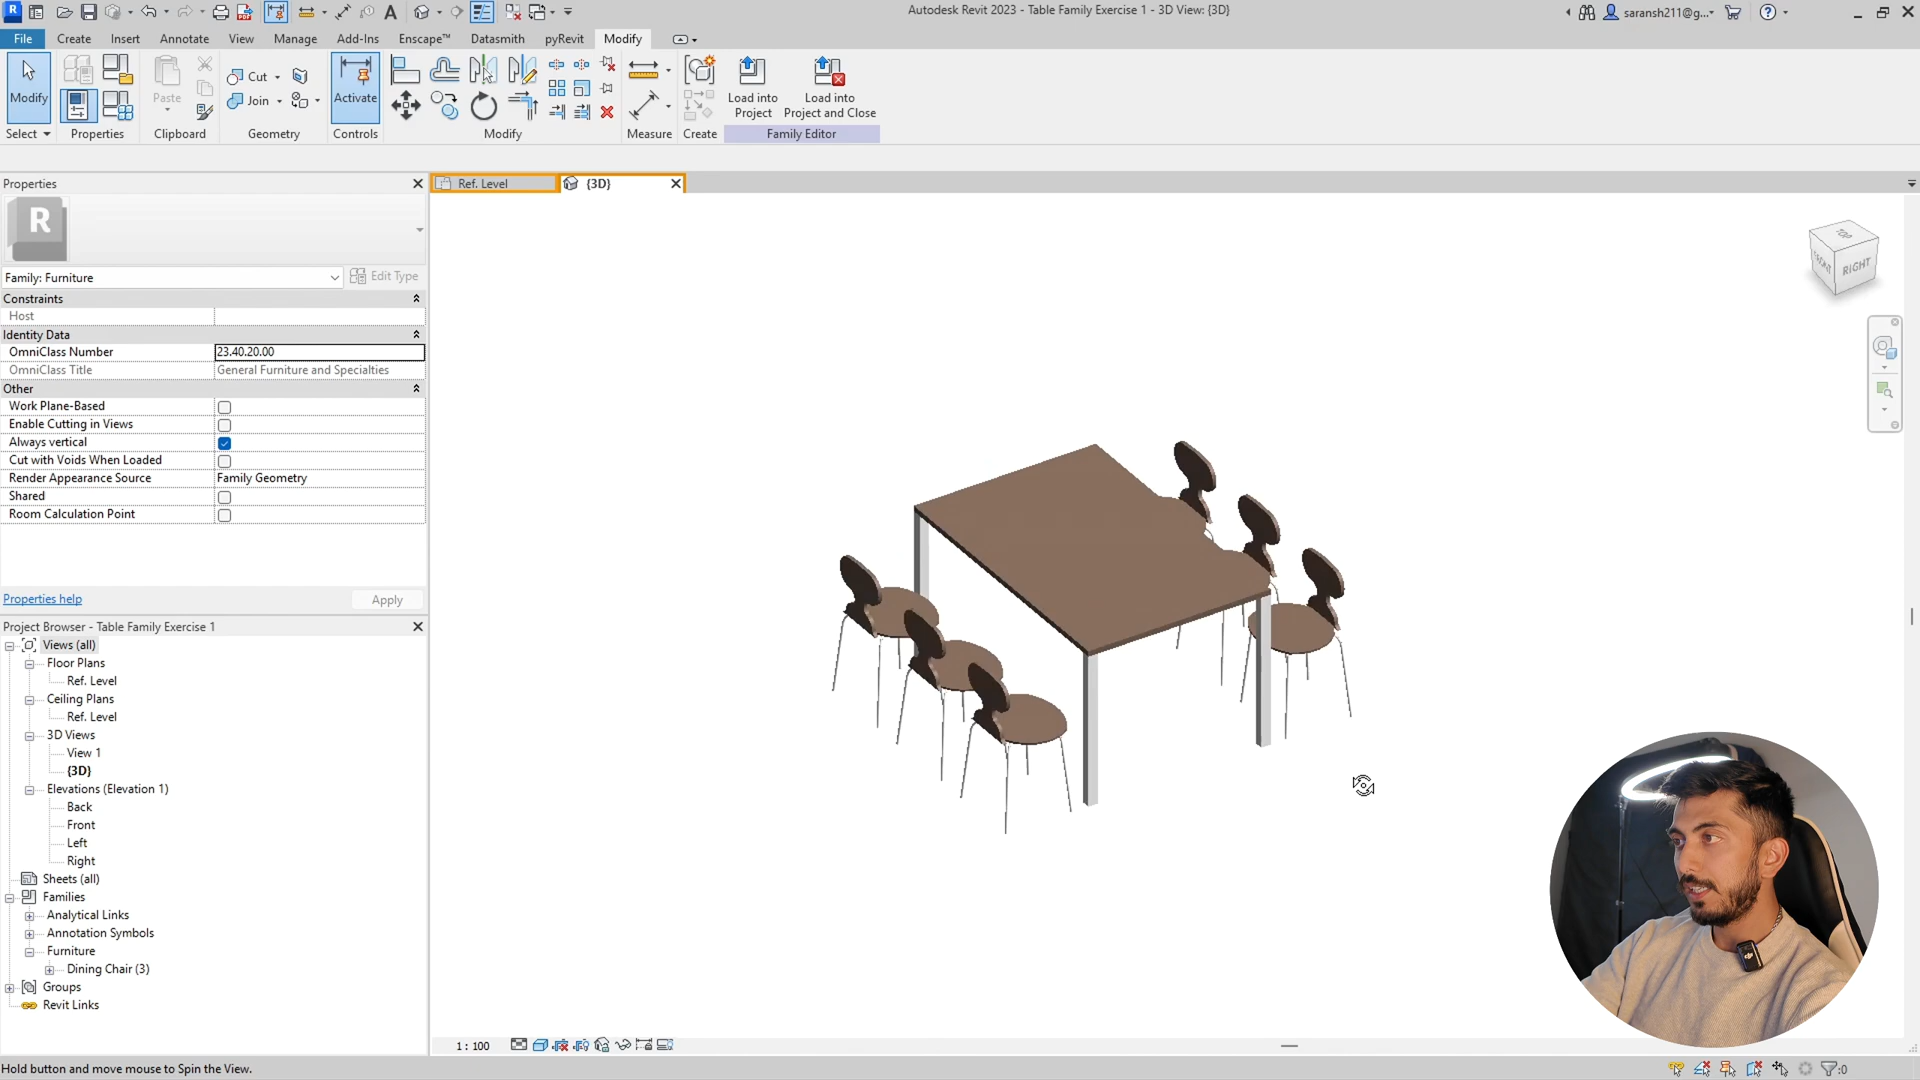 Autodesk Revit 2023 - Table Family Exercise 1 - 3D View: {3D}
saransh211@g...
File
Create
Insert
Annotate
View
Manage
Add-Ins
Enscape™
Datasmith
pyRevit
Modify
Modify
Paste
Cut
Join
Activate
Load into
Project
Load into
Project and Close
Select
Properties
Clipboard
Geometry
Controls
Modify
Measure
Create
Family Editor
Properties
Ref. Level
{3D}
R
Family: Furniture
Edit Type
Constraints
Host
Identity Data
OmniClass Number
23.40.20.00
OmniClass Title
General Furniture and Specialties
Other
Work Plane-Based
Enable Cutting in Views
Always vertical
Cut with Voids When Loaded
Render Appearance Source
Family Geometry
Shared
Room Calculation Point
Properties help
Apply
Project Browser - Table Family Exercise 1
Views (all)
Floor Plans
Ref. Level
Ceiling Plans
Ref. Level
3D Views
View 1
{3D}
Elevations (Elevation 1)
Back
Front
Left
Right
Sheets (all)
Families
Analytical Links
Annotation Symbols
Furniture
Dining Chair (3)
Groups
Revit Links
TOP
FRONT
RIGHT
1 : 100
Hold button and move mouse to Spin the View.
:0